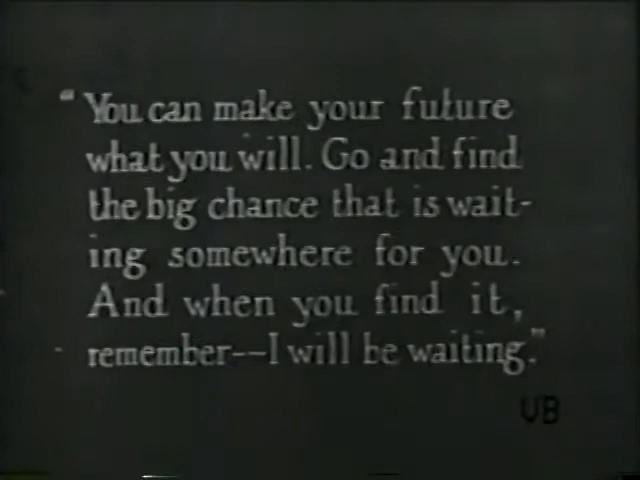 "You can make your future
what you will. Go and find
the big chance that is wait-
ing somewhere for you.
And when you find it,
remember--I will be waiting."
VB